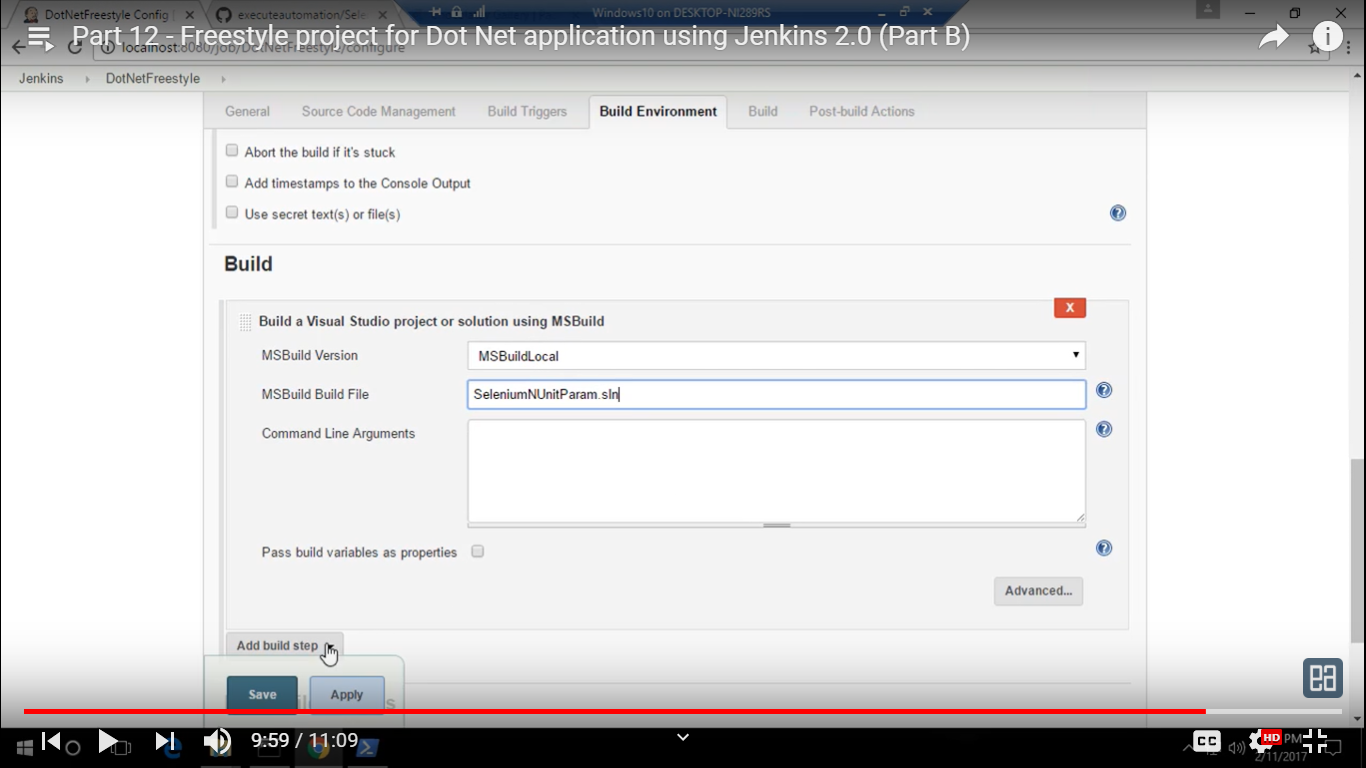 DotNetFreestyle Config
executeautomation/Sele
Windows10 on DESKTOP-NI289RS
Part 12 - Freestyle project for Dot Net application using Jenkins 2.0 (Part B)
localhost:8080/job/DotNetFreestyle/configure
Jenkins DotNetFreestyle
General Source Code Management Build Triggers Build Environment Build Post-build Actions
Abort the build if it's stuck
Add timestamps to the Console Output
Use secret text(s) or file(s)
Build
X
Build a Visual Studio project or solution using MSBuild
MSBuild Version MSBuildLocal
MSBuild Build File SeleniumNUnitParam.sln
Command Line Arguments
Pass build variables as properties
Advanced...
Add build step
Save Apply
9:59 / 11:09
CC HD PM
2/11/2017